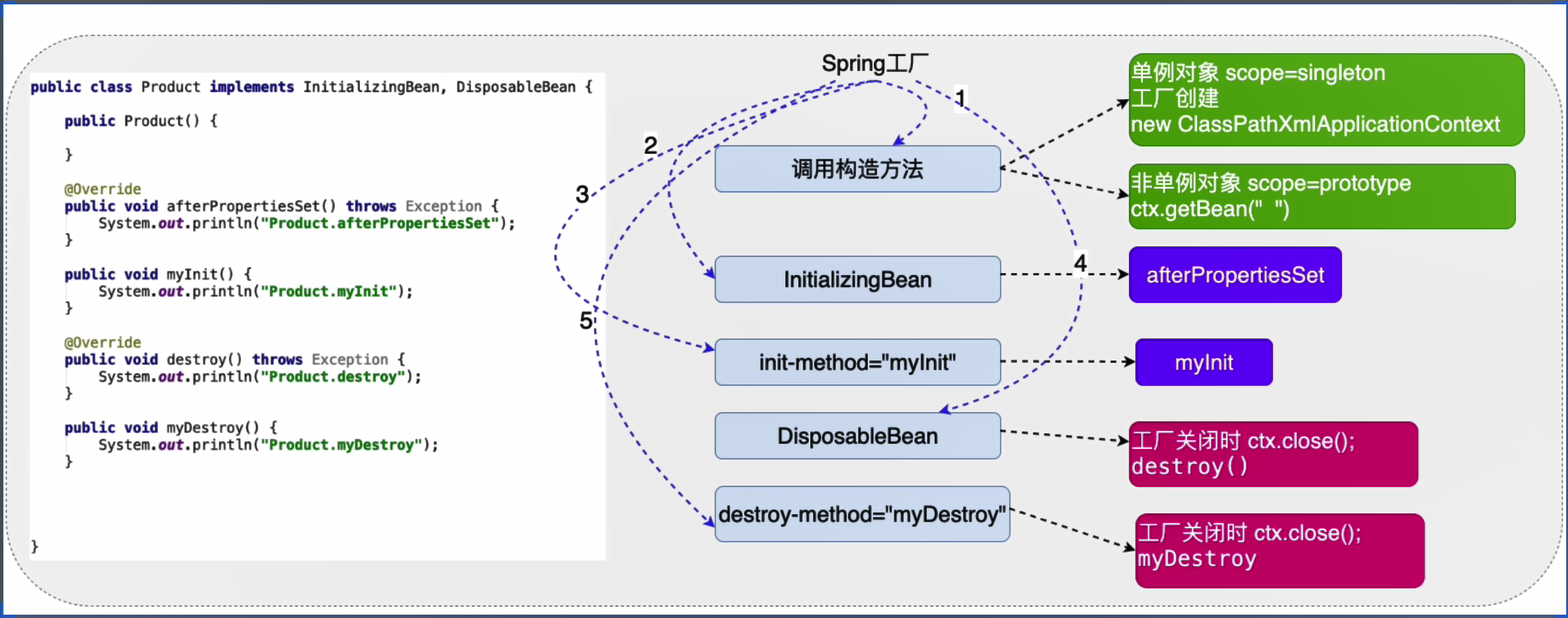 public class Product implements InitializingBean, DisposableBean {
public Product() {
}
@Override
public void afterPropertiesSet() throws Exception {
System.out.println("Product.afterPropertiesSet");
}
public void myInit() {
System.out.println("Product.myInit");
}
@Override
public void destroy() throws Exception {
System.out.println("Product.destroy");
}
public void myDestroy() {
System.out.println("Product.myDestroy");
}
}
Spring工厂
1
2
3
4
5
调用构造方法
InitializingBean
init-method="myInit"
DisposableBean
destroy-method="myDestroy"
单例对象 scope=singleton
工厂创建
new ClassPathXmlApplicationContext
非单例对象 scope=prototype
ctx.getBean(" ")
afterPropertiesSet
myInit
工厂关闭时 ctx.close();
destroy()
工厂关闭时 ctx.close();
myDestroy